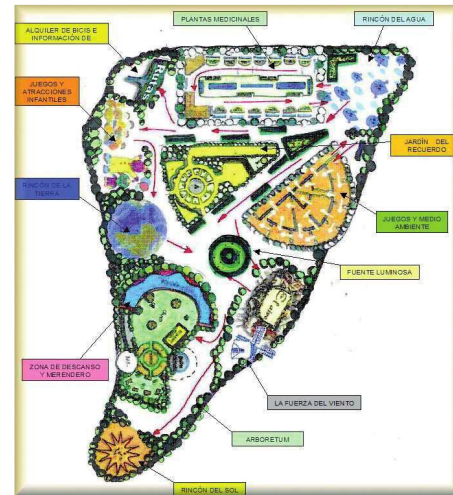 PLANTAS MEDICINALES
RINCÓN DEL AGUA
ALQUILER DE BICIS E
INFORMACIÓN DE
JUEGOS Y
ATRACCIONES
INFANTILES
JARDÍN DEL
RECUERDO
RINCÓN DE LA
TIERRA
JUEGOS Y MEDIO
AMBIENTE
FUENTE LUMINOSA
ZONA DE DESCANSO
Y MERENDERO
LA FUERZA DEL VIENTO
ARBORETUM
RINCÓN DEL SOL